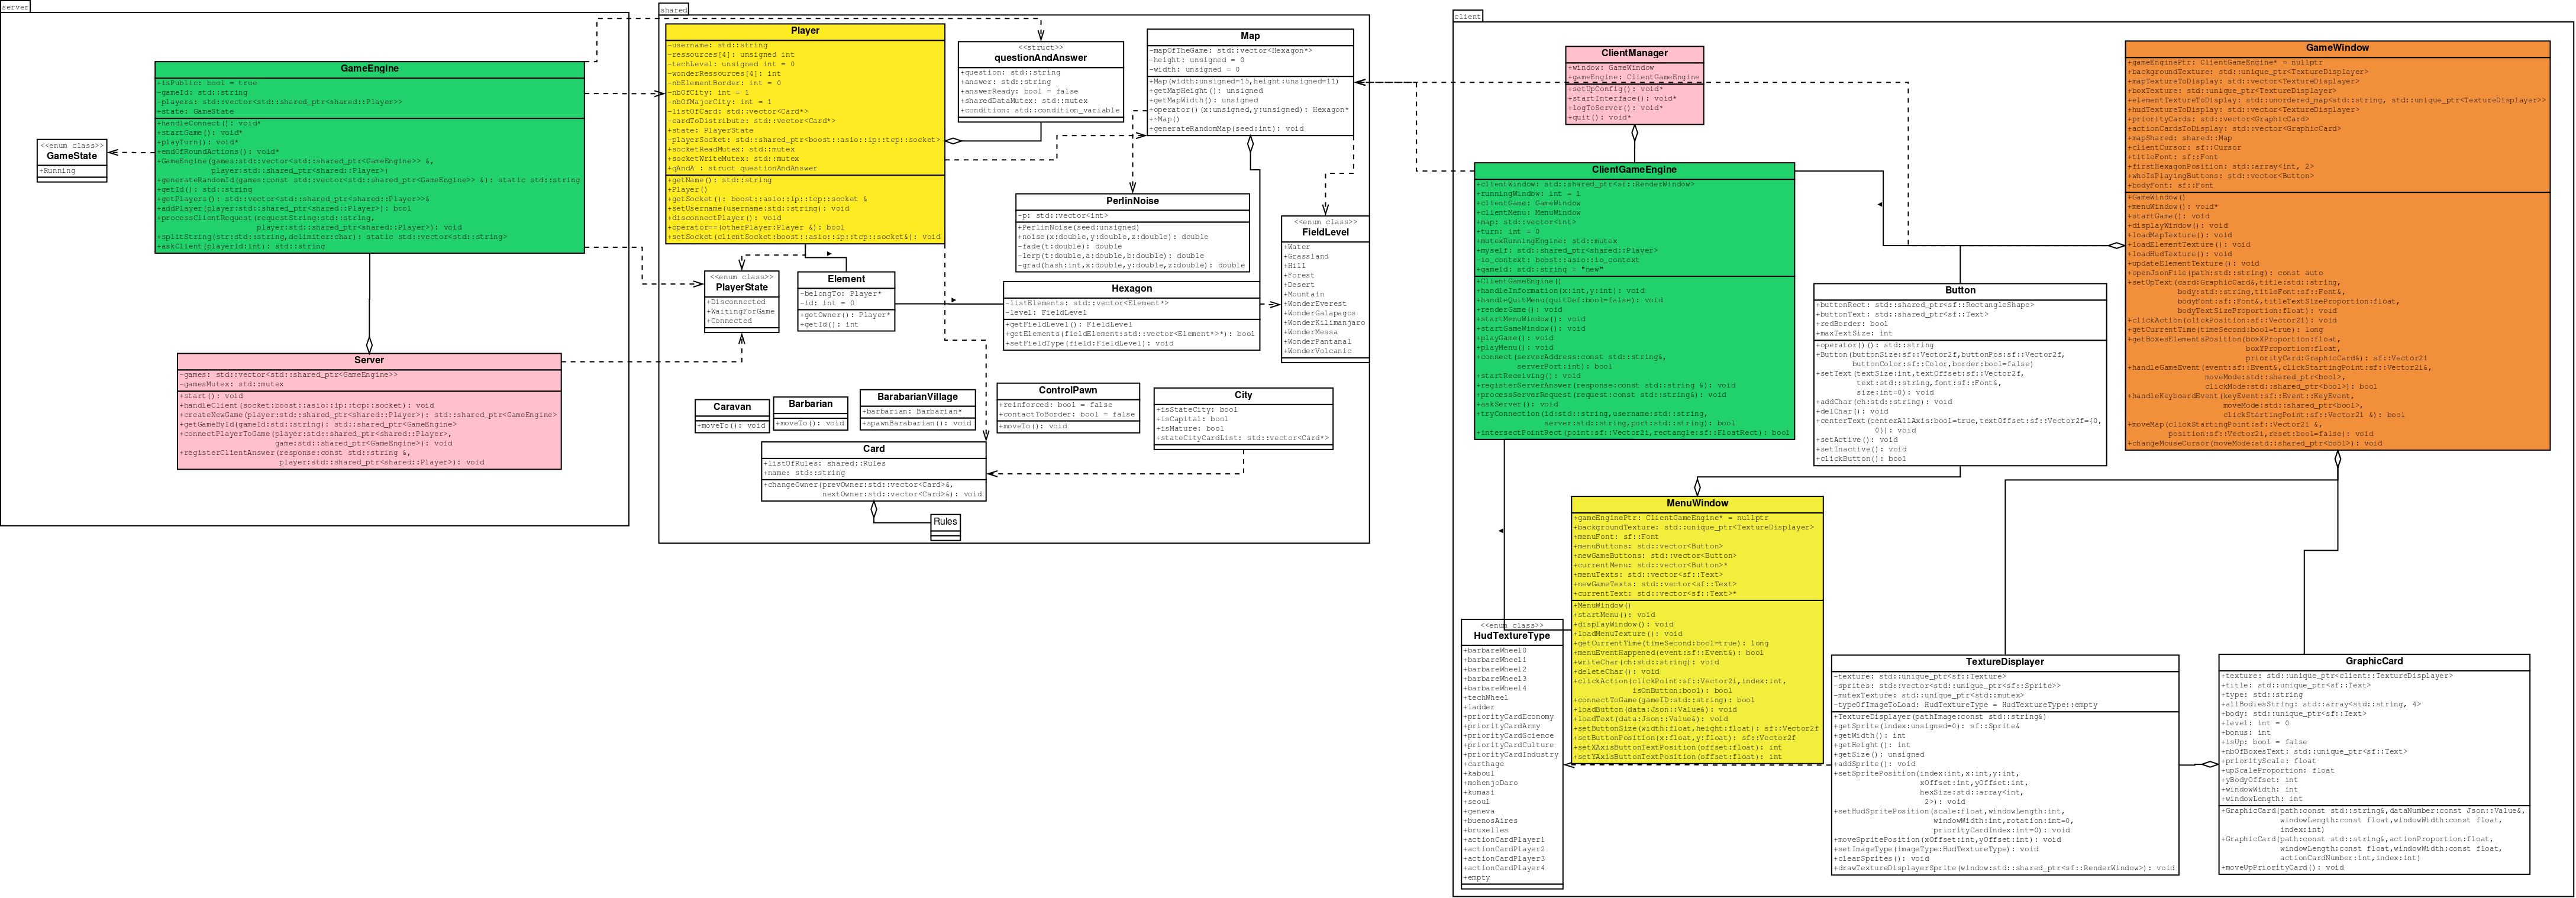 server
GameEngine
+isPublic: bool = true
-gameId: std::string
-players: std::vector<std::shared_ptr<shared::Player>>
+state: GameState
+handleConnect(): void*
+startGame(): void*
+playTurn(): void*
+endOfRoundActions(): void*
+GameEngine(games:std::vector<std::shared_ptr<GameEngine>> &,
player:std::shared_ptr<shared::Player>)
+generateRandomId(games:const std::vector<std::shared_ptr<GameEngine>> &): static std::string
+getId(): std::string
+getPlayers(): std::vector<std::shared_ptr<shared::Player>>&
+addPlayer(player:std::shared_ptr<shared::Player>): bool
+processClientRequest(requestString:std::string,
player:std::shared_ptr<shared::Player>): void
+splitString(str:std::string,delimiter:char): static std::vector<std::string>
+askClient(playerId:int): std::string
<<enum class>>
GameState
+Running
Server
-games: std::vector<std::shared_ptr<GameEngine>>
-gamesMutex: std::mutex
+start(): void
+handleClient(socket:boost::asio::ip::tcp::socket): void
+createNewGame(player:std::shared_ptr<shared::Player>): std::shared_ptr<GameEngine>
+getGameById(gameId:std::string): std::shared_ptr<GameEngine>
+connectPlayerToGame(player:std::shared_ptr<shared::Player>,
game:std::shared_ptr<GameEngine>): void
+registerClientAnswer(response:const std::string &,
player:std::shared_ptr<shared::Player>): void
shared
Player
-username: std::string
-ressources[4]: unsigned int
-techLevel: unsigned int = 0
-wonderRessources[4]: int
-nbElementBorder: int = 0
-nbOfCity: int = 1
-nbOfMajorCity: int = 1
-listOfCard: std::vector<Card*>
-cardToDistribute: std::vector<Card*>
+state: PlayerState
-playerSocket: std::shared_ptr<boost::asio::ip::tcp::socket>
+socketReadMutex: std::mutex
+socketWriteMutex: std::mutex
+qAndA : struct questionAndAnswer
+getName(): std::string
+Player()
+getSocket(): boost::asio::ip::tcp::socket &
+setUsername(username:std::string): void
+disconnectPlayer(): void
+operator==(otherPlayer:Player &): bool
+setSocket(clientSocket:boost::asio::ip::tcp::socket&): void
<<struct>>
questionAndAnswer
+question: std::string
+answer: std::string
+answerReady: bool = false
+sharedDataMutex: std::mutex
+condition: std::condition_variable
Map
-mapOfTheGame: std::vector<Hexagon*>
-height: unsigned = 0
-width: unsigned = 0
+Map(width:unsigned=15,height:unsigned=11)
+getMapHeight(): unsigned
+getMapWidth(): unsigned
+operator()(x:unsigned,y:unsigned): Hexagon*
+~Map()
+generateRandomMap(seed:int): void
PerlinNoise
-p: std::vector<int>
+PerlinNoise(seed:unsigned)
+noise(x:double,y:double,z:double): double
-fade(t:double): double
-lerp(t:double,a:double,b:double): double
-grad(hash:int,x:double,y:double,z:double): double
<<enum class>>
FieldLevel
+Water
+Grassland
+Hill
+Forest
+Desert
+Mountain
+WonderEverest
+WonderGalapagos
+WonderKilimanjaro
+WonderMessa
+WonderPantanal
+WonderVolcanic
<<enum class>>
PlayerState
+Disconnected
+WaitingForGame
+Connected
Element
-belongTo: Player*
-id: int = 0
+getOwner(): Player*
+getId(): int
Hexagon
-listElements: std::vector<Element*>
-level: FieldLevel
+getFieldLevel(): FieldLevel
+getElements(fieldElement:std::vector<Element*>*): bool
+setFieldType(field:FieldLevel): void
Caravan
+moveTo(): void
Barbarian
+moveTo(): void
BararbarianVillage
+barbarian: Barbarian*
+spawnBarabarian(): void
ControlPawn
+reinforced: bool = false
+contactToBorder: bool = false
+moveTo(): void
City
+isStateCity: bool
+isCapital: bool
+isMature: bool
+stateCityCardList: std::vector<Card*>
Card
+listOfRules: shared::Rules
+name: std::string
+changeOwner(prevOwner:std::vector<Card>&,
nextOwner:std::vector<Card>&): void
Rules
client
ClientManager
+window: GameWindow
+gameEngine: ClientGameEngine
+setUpConfig(): void*
+startInterface(): void*
+logToServer(): void*
+quit(): void*
ClientGameEngine
+clientWindow: std::shared_ptr<sf::RenderWindow>
+runningWindow: int = 1
+clientGame: GameWindow
+clientMenu: MenuWindow
+map: std::vector<int>
+turn: int = 0
+mutexRunningEngine: std::mutex
+myself: std::shared_ptr<shared::Player>
-io_context: boost::asio::io_context
+gameId: std::string = "new"
+ClientGameEngine()
+handleInformation(x:int,y:int): void
+handleQuitMenu(quitDef:bool=false): void
+renderGame(): void
+startMenuWindow(): void
+startGameWindow(): void
+playGame(): void
+playMenu(): void
+connect(serverAddress:const std::string&,
serverPort:int): bool
+startReceiving(): void
+registerServerAnswer(response:const std::string &): void
+processServerRequest(request:const std::string&): void
+askServer(): void
+tryConnection(id:std::string,username:std::string,
server:std::string,port:std::string): bool
+intersectPointRect(point:sf::Vector2i,rectangle:sf::FloatRect): bool
GameWindow
+gameEnginePtr: ClientGameEngine* = nullptr
+backgroundTexture: std::unique_ptr<TextureDisplayer>
+mapTextureToDisplay: std::vector<TextureDisplayer>
+boxTexture: std::unique_ptr<TextureDisplayer>
+elementTextureToDisplay: std::unordered_map<std::string, std::unique_ptr<TextureDisplayer>>
+hudTextureToDisplay: std::vector<TextureDisplayer>
+priorityCards: std::vector<GraphicCard>
+actionCardsToDisplay: std::vector<GraphicCard>
+mapShared: shared::Map
+clientCursor: sf::Cursor
+titleFont: sf::Font
+firstHexagonPosition: std::array<int, 2>
+whoIsPlayingButtons: std::vector<Button>
+bodyFont: sf::Font
+GameWindow()
+menuWindow(): void*
+startGame(): void
+displayWindow(): void
+loadMapTexture(): void
+loadElementTexture(): void
+loadHudTexture(): void
+updateElementTexture(): void
+openJsonFile(path:std::string): const auto
+setUpText(card:GraphicCard&,title:std::string,
body:std::string,titleFont:sf::Font&,
bodyFont:sf::Font&,titleTextSizeProportion:float,
bodyTextSizeProportion:float): void
+clickAction(clickPosition:sf::Vector2i): void
+getCurrentTime(timeSecond:bool=true): long
+getBoxesElementsPosition(boxXProportion:float,
boxYProportion:float,
priorityCard:GraphicCard&): sf::Vector2i
+handleGameEvent(event:sf::Event&,clickStartingPoint:sf::Vector2i&,
moveMode:std::shared_ptr<bool>,
clickMode:std::shared_ptr<bool>): bool
+handleKeyboardEvent(keyEvent:sf::Event::KeyEvent,
moveMode:std::shared_ptr<bool>,
clickStartingPoint:sf::Vector2i &): bool
+moveMap(clickStartingPoint:sf::Vector2i &,
position:sf::Vector2i,reset:bool=false): void
+changeMouseCursor(moveMode:std::shared_ptr<bool>): void
Button
+buttonRect: std::shared_ptr<sf::RectangleShape>
+buttonText: std::shared_ptr<sf::Text>
+redBorder: bool
+maxTextSize: int
+operator()(): std::string
+Button(buttonSize:sf::Vector2f,buttonPos:sf::Vector2f,
buttonColor:sf::Color,border:bool=false)
+setText(textSize:int,textOffset:sf::Vector2f,
text:std::string,font:sf::Font&,
size:int=0): void
+addChar(ch:std::string): void
+delChar(): void
+centerText(centerAllAxis:bool=true,textOffset:sf::Vector2f={0,
0}): void
+setActive(): void
+setInactive(): void
+clickButton(): bool
MenuWindow
+gameEnginePtr: ClientGameEngine* = nullptr
+backgroundTexture: std::unique_ptr<TextureDisplayer>
+menuFont: sf::Font
+menuButtons: std::vector<Button>
+newGameButtons: std::vector<Button>
+currentMenu: std::vector<Button>*
+menuTexts: std::vector<sf::Text>
+newGameTexts: std::vector<sf::Text>
+currentText: std::vector<sf::Text>*
+MenuWindow()
+startMenu(): void
+displayWindow(): void
+loadMenuTexture(): void
+getCurrentTime(timeSecond:bool=true): long
+menuEventHappened(event:sf::Event&): bool
+writeChar(ch:std::string): void
+deleteChar(): void
+clickAction(clickPoint:sf::Vector2i,index:int,
isOnButton:bool): bool
+connectToGame(gameID:std::string): bool
+loadButton(data:Json::Value&): void
+loadText(data:Json::Value&): void
+setButtonSize(width:float,height:float): sf::Vector2f
+setButtonPosition(x:float,y:float): sf::Vector2f
+setXAxisButtonTextPosition(offset:float): int
+setYAxisButtonTextPosition(offset:float): int
<<enum class>>
HudTextureType
+barbareWheel0
+barbareWheel1
+barbareWheel2
+barbareWheel3
+barbareWheel4
+techWheel
+ladder
+priorityCardEconomy
+priorityCardArmy
+priorityCardScience
+priorityCardCulture
+priorityCardIndustry
+carthage
+kaboul
+mohenjoDaro
+kumasi
+seoul
+geneva
+buenosAires
+bruxelles
+actionCardPlayer1
+actionCardPlayer2
+actionCardPlayer3
+actionCardPlayer4
+empty
TextureDisplayer
-texture: std::unique_ptr<sf::Texture>
-sprites: std::vector<std::unique_ptr<sf::Sprite>>
-mutexTexture: std::unique_ptr<std::mutex>
-typeOfImageToLoad: HudTextureType = HudTextureType::empty
+TextureDisplayer(pathImage:const std::string&)
+getSprite(index:unsigned=0): sf::Sprite&
+getWidth(): int
+getHeight(): int
+getSize(): unsigned
+addSprite(): void
+setSpritePosition(index:int,x:int,y:int,
xOffset:int,yOffset:int,
hexSize:std::array<int,
2>): void
+setHudSpritePosition(scale:float,windowLength:int,
windowWidth:int,rotation:int=0,
priorityCardIndex:int=0): void
+moveSpritePosition(xOffset:int,yOffset:int): void
+setImageType(imageType:HudTextureType): void
+clearSprites(): void
+drawTextureDisplayerSprite(window:std::shared_ptr<sf::RenderWindow>): void
GraphicCard
+texture: std::unique_ptr<client::TextureDisplayer>
+title: std::unique_ptr<sf::Text>
+type: std::string
+allBodiesString: std::array<std::string, 4>
+body: std::unique_ptr<sf::Text>
+level: int = 0
+bonus: int
+isUp: bool = false
+nbOfBoxesText: std::unique_ptr<sf::Text>
+priorityScale: float
+upScaleProportion: float
+yBodyOffset: int
+windowWidth: int
+windowLength: int
+GraphicCard(path:const std::string&,dataNumber:const Json::Value&,
windowLength:const float,windowWidth:const float,
index:int)
+GraphicCard(path:const std::string&,actionProportion:float,
windowLength:const float,windowWidth:const float,
actionCardNumber:int,index:int)
+moveUpPriorityCard(): void